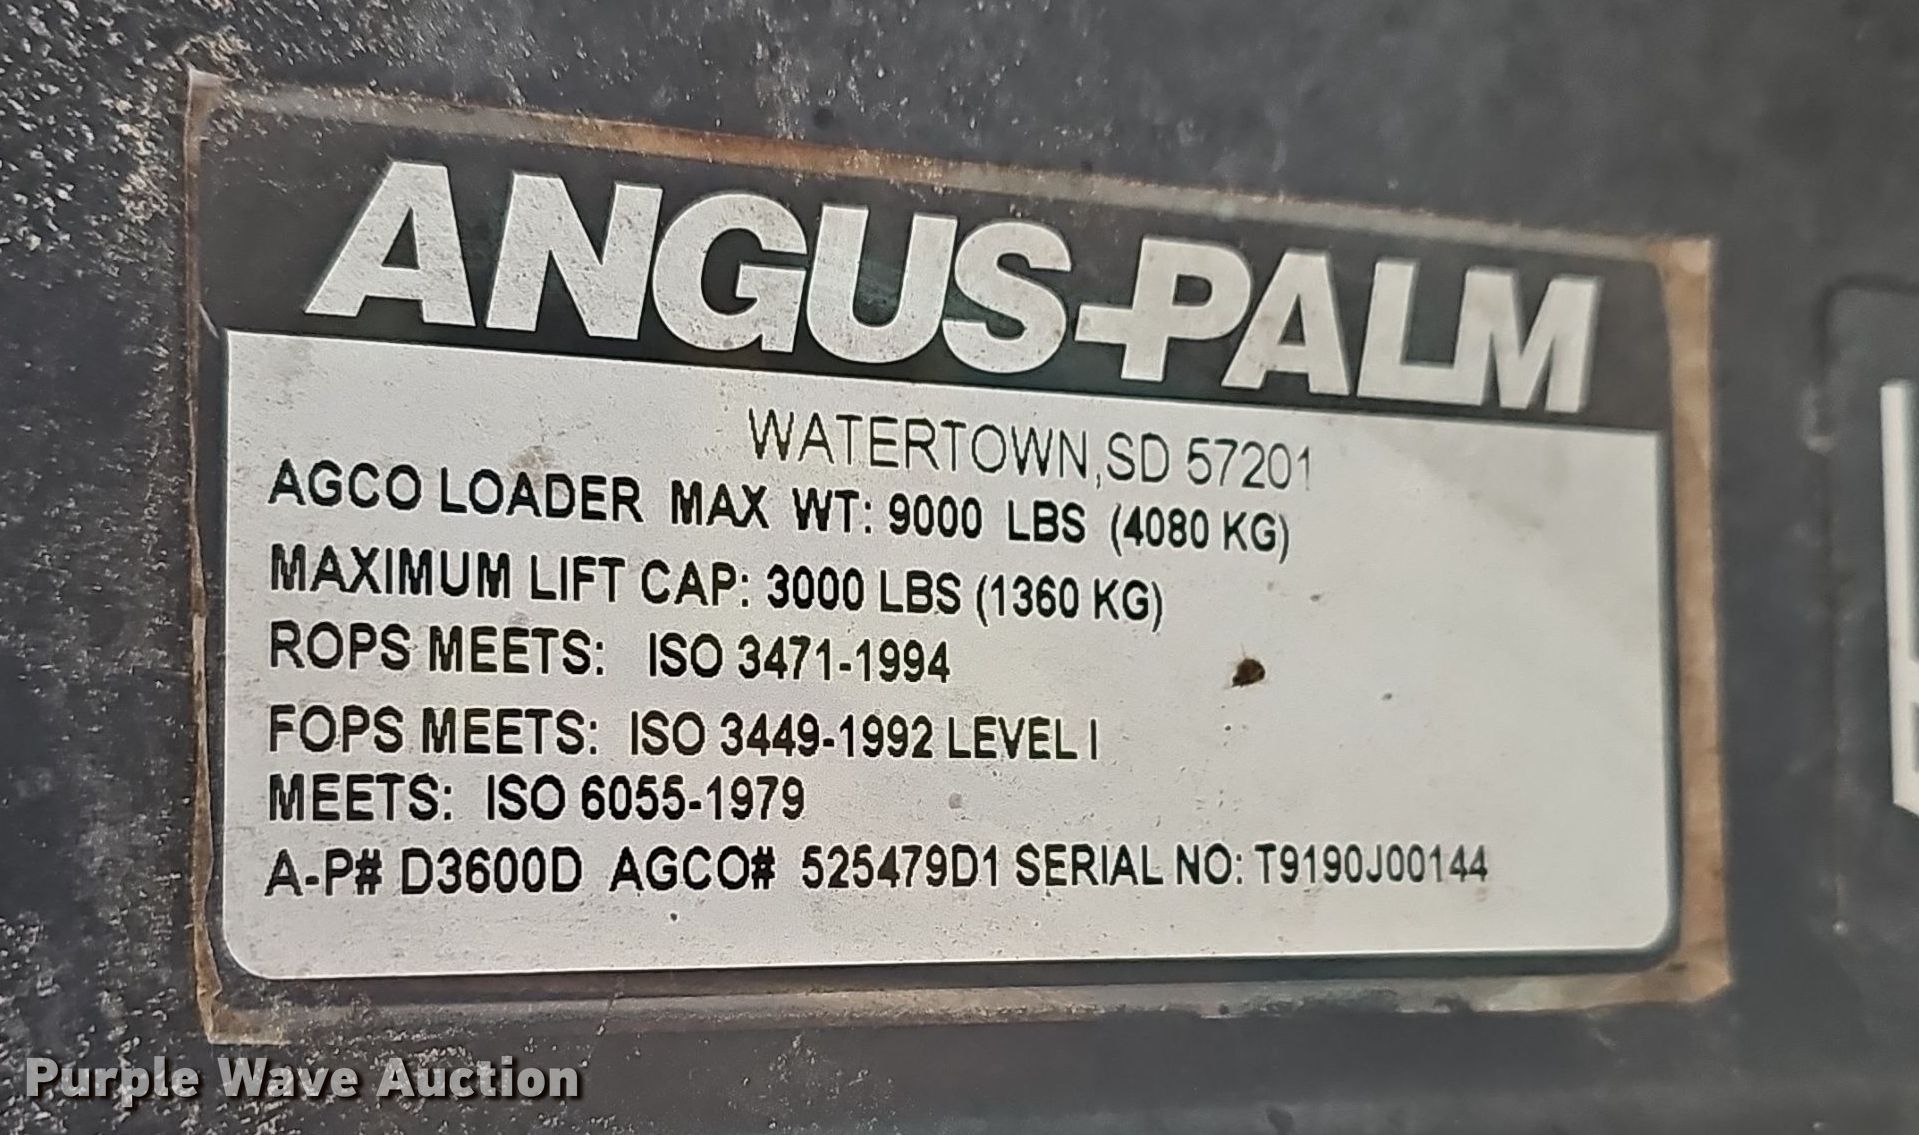 ANGUS-PALM
WATERTOWN, SD 57201
AGCO LOADER MAX WT: 9000 LBS (4080 KG)
MAXIMUM LIFT CAP: 3000 LBS (1360 KG)
ROPS MEETS: ISO 3471-1994
FOPS MEETS: ISO 3449-1992 LEVEL I
MEETS: ISO 6055-1979
A-P# D3600D AGCO# 525479D1 SERIAL NO: T9190J00144
Purple Wave Auction